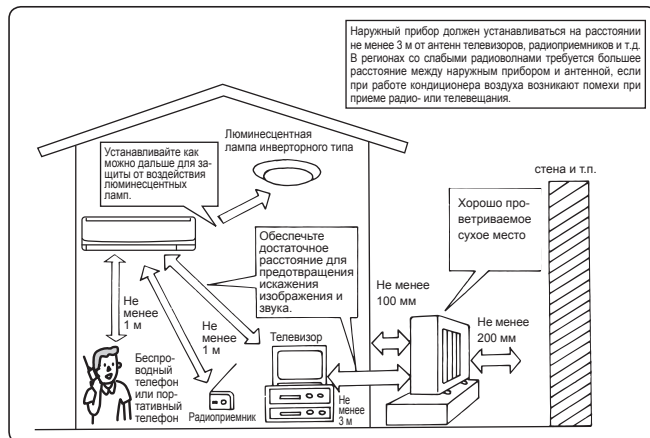 Наружный прибор должен устанавливаться на расстоянии
не менее 3 м от антенн телевизоров, радиоприемников и т.д.
В регионах со слабыми радиоволнами требуется большее
расстояние между наружным прибором и антенной, если
при работе кондиционера воздуха возникают помехи при
приеме радио- или телевещания.
Люминесцентная
лампа инверторного типа
Устанавливайте как
можно дальше для за-
щиты от воздействия
люминесцентных
ламп.
стена и т.п.
Хорошо про-
ветриваемое
сухое место
Обеспечьте
достаточное
расстояние для
предотвращения
искажения
изображения и
звука.
Не менее
100 мм
Не
менее
1 м
Не
менее
1 м
Телевизор
Не менее
200 мм
Беспро-
водный
телефон
или пор-
тативный
телефон
Радиоприемник
Не
менее
3 м